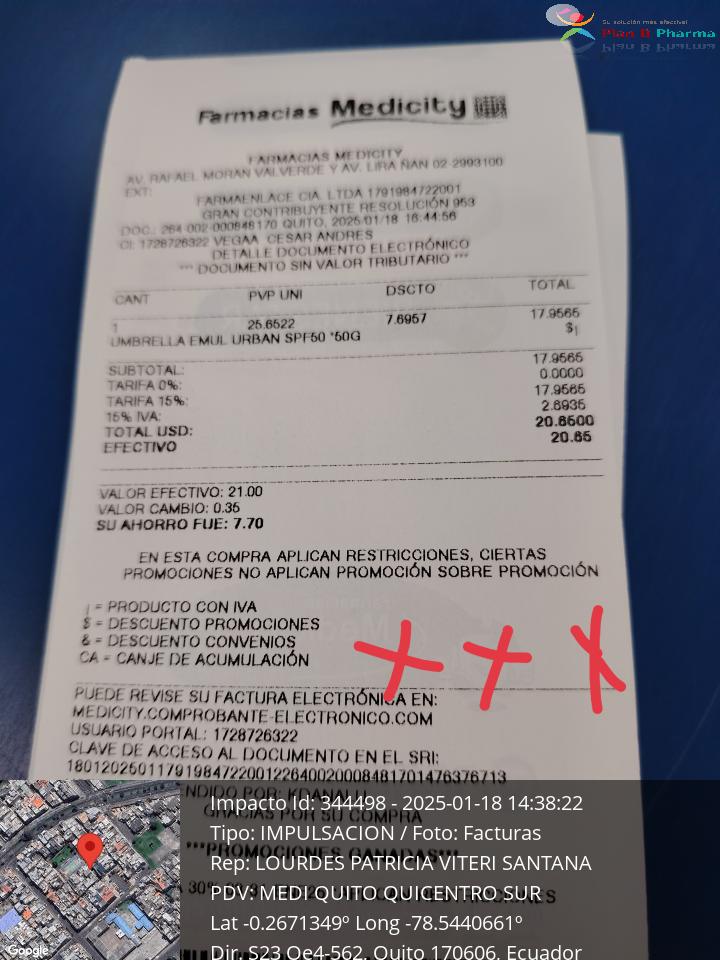 Su solución más efectiva!
Plan B Pharma
Farmacias Medicity
FARMACIAS MEDICITY
AV. RAFAEL MORAN VALVERDE Y AV. LIRA ÑAN 02-2993100
EXT:
FARMAENLACE CIA. LTDA 1791984722001
GRAN CONTRIBUYENTE RESOLUCIÓN 953
DOC.: 264-002-000848170 QUITO, 2025/01/18 16:44:56
CI: 1728726322 VEGAA CESAR ANDRES
DETALLE DOCUMENTO ELECTRÓNICO
*** DOCUMENTO SIN VALOR TRIBUTARIO ***
CANT PVP UNI DSCTO TOTAL
1 25.6522 7.6957 17.9565
UMBRELLA EMUL URBAN SPF50 *50G $¡
SUBTOTAL: 17.9565
TARIFA 0%: 0.0000
TARIFA 15%: 17.9565
15% IVA: 2.6935
TOTAL USD: 20.6500
EFECTIVO 20.65
VALOR EFECTIVO: 21.00
VALOR CAMBIO: 0.35
SU AHORRO FUE: 7.70
EN ESTA COMPRA APLICAN RESTRICCIONES, CIERTAS
PROMOCIONES NO APLICAN PROMOCIÓN SOBRE PROMOCIÓN
¡ = PRODUCTO CON IVA
$ = DESCUENTO PROMOCIONES
& = DESCUENTO CONVENIOS
CA = CANJE DE ACUMULACIÓN
PUEDE REVISE SU FACTURA ELECTRÓNICA EN:
MEDICITY.COMPROBANTE-ELECTRONICO.COM
USUARIO PORTAL: 1728726322
CLAVE DE ACCESO AL DOCUMENTO EN EL SRI:
1801202501179198472200122640020008481701476376713
GRACIAS POR SU COMPRA
***PROMOCIONES GANADAS***
Impacto Id: 344498 - 2025-01-18 14:38:22
Tipo: IMPULSACION / Foto: Facturas
Rep: LOURDES PATRICIA VITERI SANTANA
PDV: MEDI QUITO QUICENTRO SUR
Lat -0.2671349º Long -78.5440661º
Dir. S23 Oe4-562, Quito 170606, Ecuador
Google